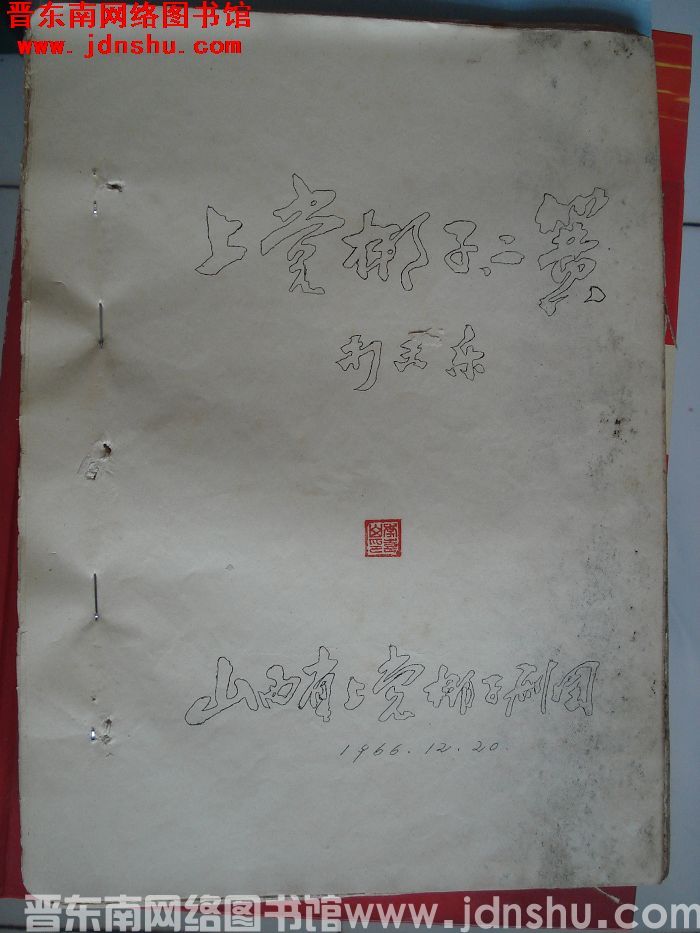 晋东南网络图书馆
www.jdnshu.com
上党梆子、二簧
打击乐
山西省上党梆子剧团
1966.12.20.
晋东南网络图书馆www.jdnshu.com